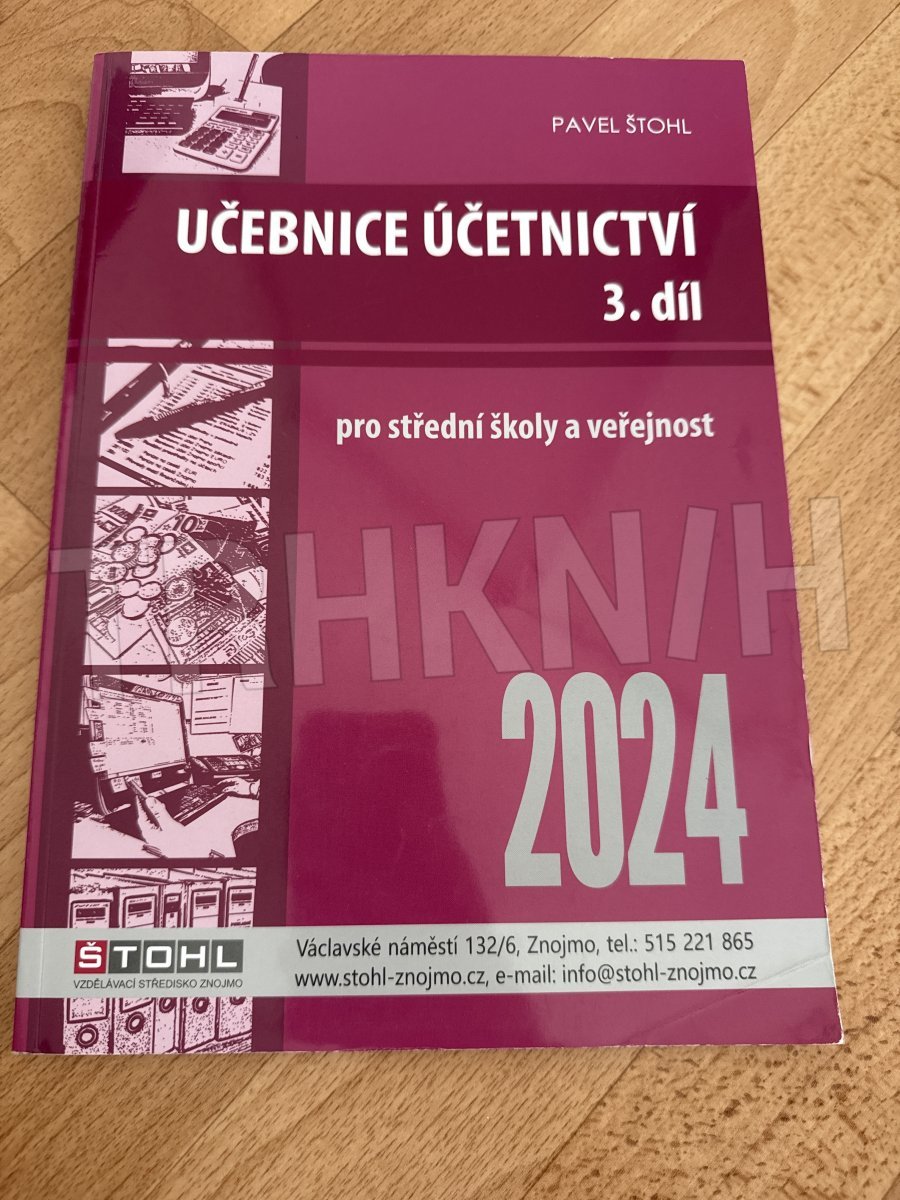 PAVEL ŠTOHL
UČEBNICE ÚČETNICTVÍ
3. díl
pro střední školy a veřejnost
2024
ŠTOHL
VZDĚLÁVACÍ STŘEDISKO ZNOJMO
Václavské náměstí 132/6, Znojmo, tel.: 515 221 865
www.stohl-znojmo.cz, e-mail: info@stohl-znojmo.cz